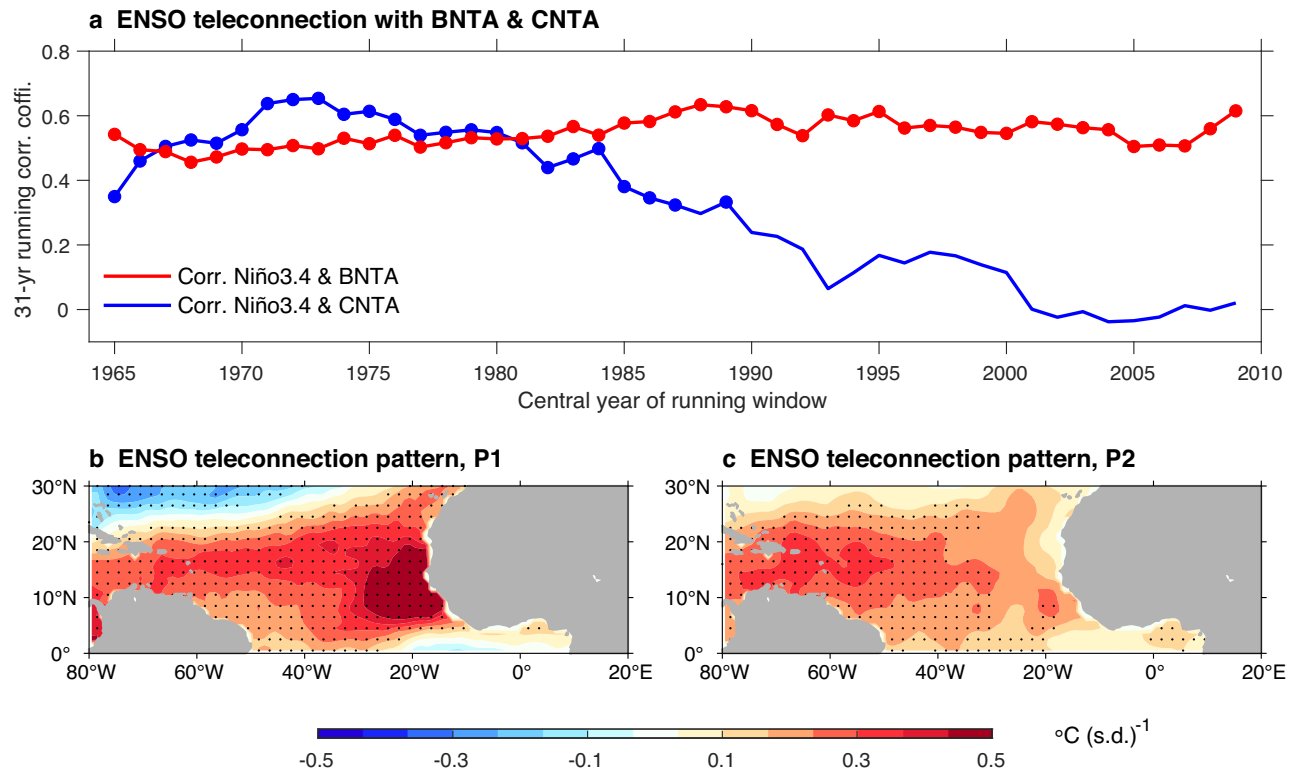 a ENSO teleconnection with BNTA & CNTA
0.8
0.6
0.4
0.2
0
31-yr running corr. coffi.
Corr. Niño3.4 & BNTA
Corr. Niño3.4 & CNTA
1965 1970 1975 1980 1985 1990 1995 2000 2005 2010
Central year of running window
b ENSO teleconnection pattern, P1
30°N
20°N
10°N
0°
80°W 60°W 40°W 20°W 0° 20°E
c ENSO teleconnection pattern, P2
30°N
20°N
10°N
0°
80°W 60°W 40°W 20°W 0° 20°E
-0.5 -0.3 -0.1 0.1 0.3 0.5
°C (s.d.)⁻¹